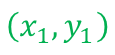 (x₁, y₁)